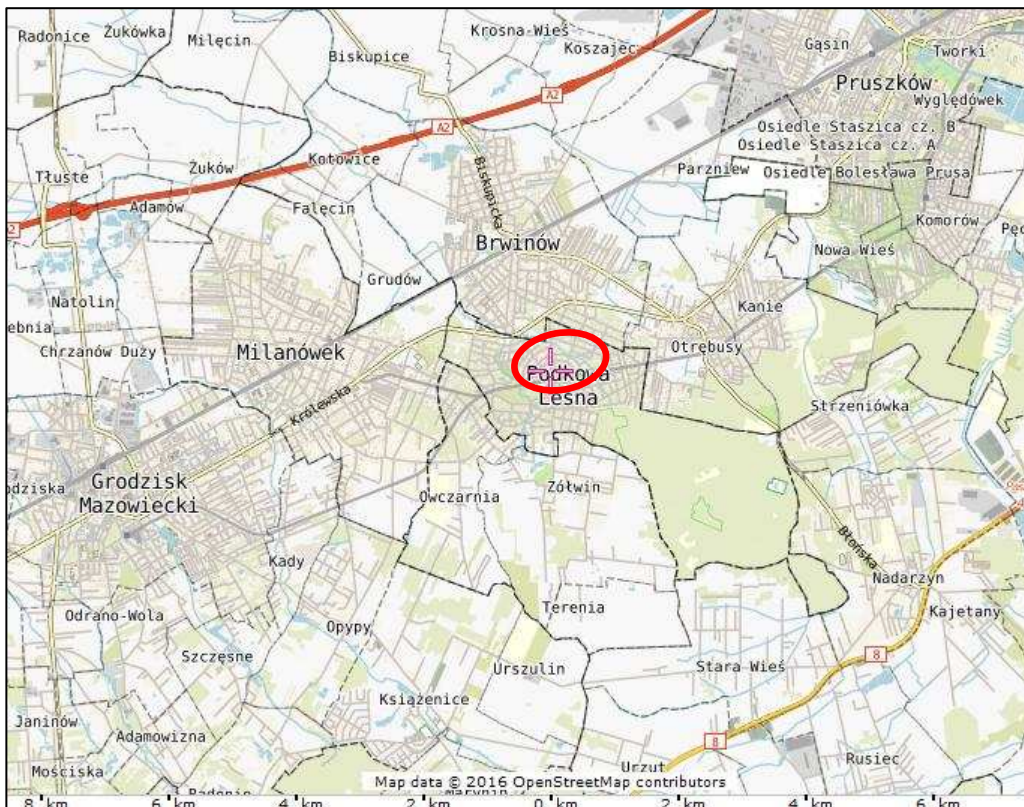 Radonice
Żukówka
Milęcin
Biskupice
Krosna-Wieś
Koszajec
Gąsin
Tworki
Pruszków
Wyględówek
A2
A2
Osiedle Staszica cz. B
Osiedle Staszica cz. A
Kotowice
Biskupicka
Żuków
Tłuste
Parzniew
Osiedle Bolesława Prusa
Adamów
Falęcin
Komorów
2
Brwinów
Nowa Wieś
Grudów
Natolin
Kanie
Chrzanów Duży
Milanówek
Otrębusy
Podkowa
Leśna
Królewska
Strzeniówka
Grodzisk
Mazowiecki
Owczarnia
Żółwin
Błońska
Kady
Nadarzyn
Terenia
Kajetany
Odrano-Wola
Opypy
Szczęsne
Urszulin
Stara Wieś
8
Książenice
Janinów
Adamowizna
8
Rusiec
Mościska
Urzut
Map data © 2016 OpenStreetMap contributors
8 km
6 km
4 km
2 km
0 km
2 km
4 km
6 km